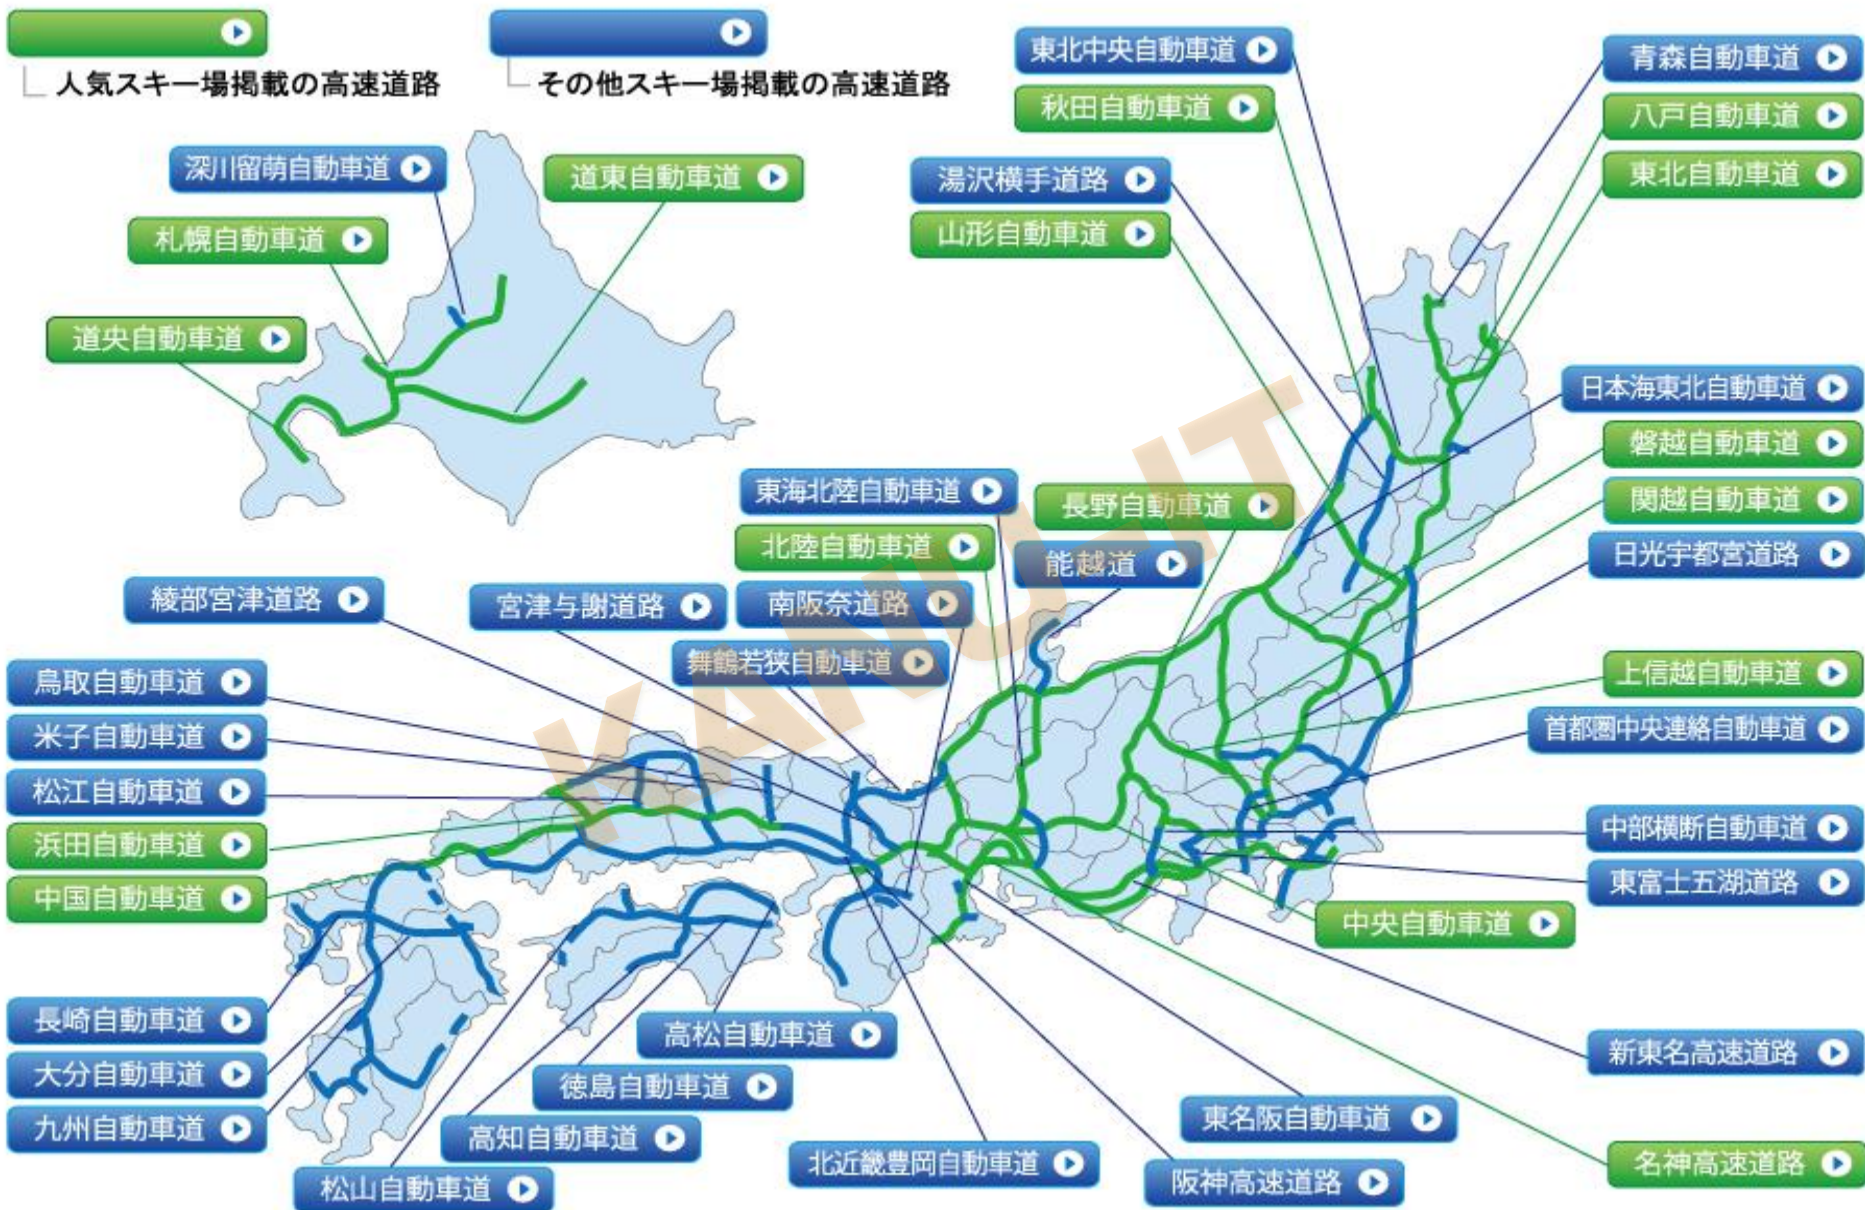 人気スキー場掲載の高速道路
その他スキー場掲載の高速道路
東北中央自動車道
秋田自動車道
青森自動車道
八戸自動車道
東北自動車道
湯沢横手道路
山形自動車道
深川留萌自動車道
道東自動車道
札幌自動車道
道央自動車道
日本海東北自動車道
磐越自動車道
関越自動車道
日光宇都宮道路
東海北陸自動車道
長野自動車道
北陸自動車道
能越道
綾部宮津道路
宮津与謝道路
南阪奈道路
舞鶴若狭自動車道
鳥取自動車道
米子自動車道
松江自動車道
浜田自動車道
中国自動車道
上信越自動車道
首都圏中央連絡自動車道
中部横断自動車道
東富士五湖道路
中央自動車道
長崎自動車道
大分自動車道
九州自動車道
高松自動車道
徳島自動車道
高知自動車道
松山自動車道
新東名高速道路
東名阪自動車道
北近畿豊岡自動車道
阪神高速道路
名神高速道路
KANU-IT